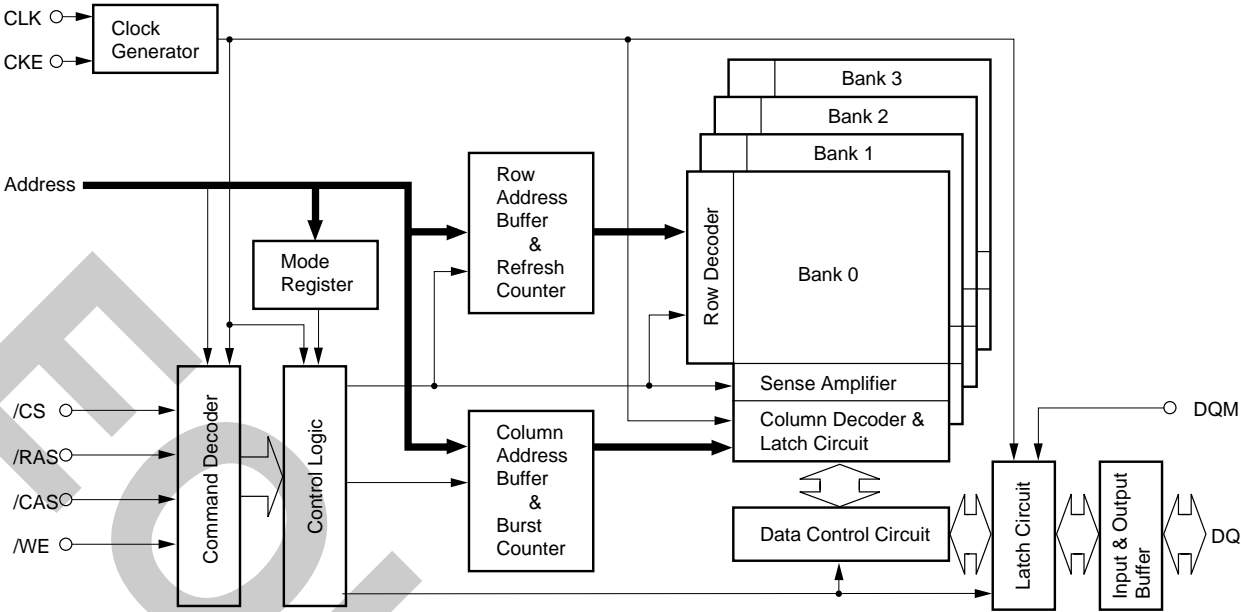 CLK
CKE
Clock
Generator
Bank 3
Bank 2
Bank 1
Bank 0
Address
Row
Address
Buffer
&
Refresh
Counter
Row Decoder
Mode
Register
Sense Amplifier
Column Decoder &
Latch Circuit
/CS
/RAS
/CAS
/WE
Command Decoder
Control Logic
Column
Address
Buffer
&
Burst
Counter
DQM
Data Control Circuit
Latch Circuit
Input & Output
Buffer
DQ